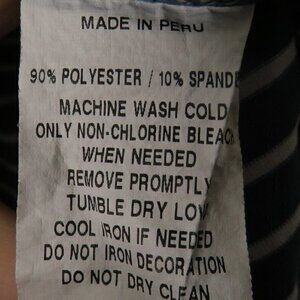 MADE IN PERU
90% POLYESTER / 10% SPAND
MACHINE WASH COLD
ONLY NON-CHLORINE BLEAC
WHEN NEEDED
REMOVE PROMPTLY
TUMBLE DRY LOW
COOL IRON IF NEEDED
DO NOT IRON DECORATION
DO NOT DRY CLEAN